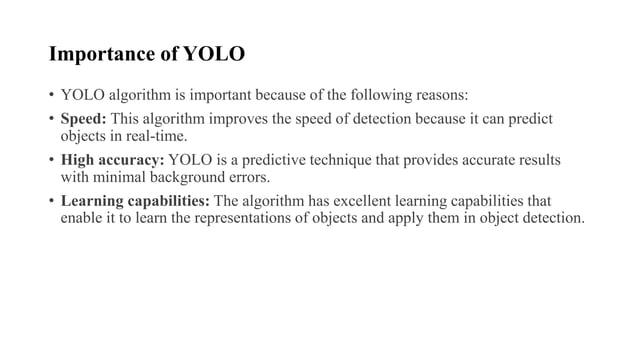 Importance of YOLO
• YOLO algorithm is important because of the following reasons:
• Speed: This algorithm improves the speed of detection because it can predict
objects in real-time.
• High accuracy: YOLO is a predictive technique that provides accurate results
with minimal background errors.
• Learning capabilities: The algorithm has excellent learning capabilities that
enable it to learn the representations of objects and apply them in object detection.